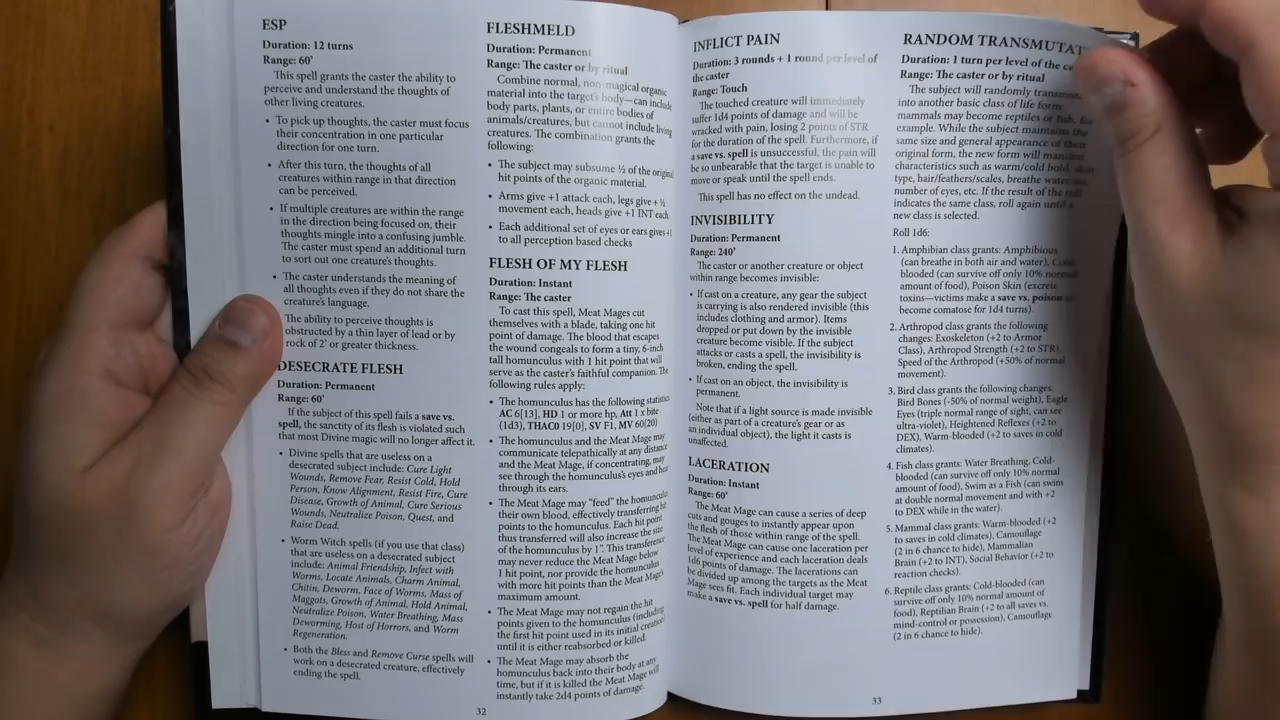 ESP
Duration: 12 turns
Range: 60'
This spell grants the caster the ability to
perceive and understand the thoughts of
other living creatures.
• To pick up thoughts, the caster must focus
their concentration in one particular
direction for one turn.
• After this turn, the thoughts of all
creatures within range in that direction
can be perceived.
• If multiple creatures are within the range
in the direction being focused on, their
thoughts mingle into a confusing jumble.
The caster must spend an additional turn
to sort out one creature's thoughts.
• The caster understands the meaning of
all thoughts even if they do not share the
creature's language.
The ability to perceive thoughts is
obstructed by a thin layer of lead or by
rock of 2' or greater thickness.
DESECRATE FLESH
Duration: Permanent
Range: 60'
If the subject of this spell fails a save vs.
spell, the sanctity of its flesh is violated such
that most Divine magic will no longer affect it.
• Divine spells that are useless on a
desecrated subject include: Cure Light
Wounds, Remove Fear, Resist Cold, Hold
Person, Know Alignment, Resist Fire, Cure
Disease, Growth of Animal, Cure Serious
Wounds, Neutralize Poison, Quest, and
Raise Dead.
• Worm Witch spells (if you use that class)
that are useless on a desecrated subject
include: Animal Friendship, Infect with
Worms, Locate Animals, Charm Animal,
Chitin, Deworm, Face of Worms, Mass of
Maggots, Growth of Animal, Hold Animal,
Neutralize Poison, Water Breathing, Mass
Deworming, Host of Horrors, and Worm
Regeneration.
• Both the Bless and Remove Curse spells will
work on a desecrated creature, effectively
ending the spell.
FLESHMELD
Duration: Permanent
Range: The caster or by ritual
Combine normal, non-magical organic
material into the target's body—can include
body parts, plants, or entire bodies of
animals/creatures, but cannot include living
creatures. The combination grants the
following:
• The subject may subsume ½ of the original
hit points of the organic material.
• Arms give +1 attack each, legs give + ½
movement each, heads give +1 INT each
• Each additional set of eyes or ears gives +1
to all perception based checks
FLESH OF MY FLESH
Duration: Instant
Range: The caster
To cast this spell, Meat Mages cut
themselves with a blade, taking one hit
point of damage. The blood that escapes
the wound congeals to form a tiny, 6-inch
tall homunculus with 1 hit point that will
serve as the caster's faithful companion. The
following rules apply:
• The homunculus has the following statistics
AC 6[13], HD 1 or more hp, Att 1 x bite
(1d3), THAC0 19[0], SV F1, MV 60(20)
• The homunculus and the Meat Mage may
communicate telepathically at any distance
and the Meat Mage, if concentrating, may
see through the homunculus's eyes and hear
through its ears.
• The Meat Mage may "feed" the homunculus
their own blood, effectively transferring hit
points to the homunculus. Each hit point
thus transferred will also increase the size
of the homunculus by 1". This transference
may never reduce the Meat Mage below
1 hit point, nor provide the homunculus
with more hit points than the Meat Mage's
maximum amount.
• The Meat Mage may not regain the hit
points given to the homunculus (including
the first hit point used in its initial creation)
until it is either reabsorbed or killed.
• The Meat Mage may absorb the
homunculus back into their body at any
time, but if it is killed the Meat Mage will
instantly take 2d4 points of damage.
32
INFLICT PAIN
Duration: 3 rounds + 1 round per level of
the caster
Range: Touch
The touched creature will immediately
suffer 1d4 points of damage and will be
wracked with pain, losing 2 points of STR
for the duration of the spell. Furthermore, if
a save vs. spell is unsuccessful, the pain will
be so unbearable that the target is unable to
move or speak until the spell ends.
This spell has no effect on the undead.
INVISIBILITY
Duration: Permanent
Range: 240'
The caster or another creature or object
within range becomes invisible:
• If cast on a creature, any gear the subject
is carrying is also rendered invisible (this
includes clothing and armor). Items
dropped or put down by the invisible
creature become visible. If the subject
attacks or casts a spell, the invisibility is
broken, ending the spell.
• If cast on an object, the invisibility is
permanent.
Note that if a light source is made invisible
(either as part of a creature's gear or as
an individual object), the light it casts is
unaffected.
LACERATION
Duration: Instant
Range: 60'
The Meat Mage can cause a series of deep
cuts and gouges to instantly appear upon
the flesh of those within range of the spell.
The Meat Mage can cause one laceration per
level of experience and each laceration deals
1d6 points of damage. The lacerations can
be divided up among the targets as the Meat
Mage sees fit. Each individual target may
make a save vs. spell for half damage.
RANDOM TRANSMUTAT
Duration: 1 turn per level of the
Range: The caster or by ritual
The subject will randomly
into another basic class of life form:
mammals may become reptiles or fish, for
example. While the subject maintains the
same size and general appearance of their
original form, the new form will manifest
characteristics such as warm/cold blood, skin
type, hair/feathers/scales, breathe
number of eyes, etc. If the result of the roll
indicates the same class, roll again until a
new class is selected.
Roll 1d6:
1. Amphibian class grants: Amphibious
(can breathe in both air and water), Cold-
blooded (can survive off only 10% normal
amount of food), Poison Skin (excrete
toxins—victims make a save vs. poison or
become comatose for 1d4 turns).
2. Arthropod class grants the following
changes: Exoskeleton (+2 to Armor
Class), Arthropod Strength (+2 to STR),
Speed of the Arthropod (+50% of normal
movement).
3. Bird class grants the following changes:
Bird Bones (-50% of normal weight), Eagle
Eyes (triple normal range of sight, can see
ultra-violet), Heightened Reflexes (+2 to
DEX), Warm-blooded (+2 to saves in cold
climates).
4. Fish class grants: Water Breathing, Cold-
blooded (can survive off only 10% normal
amount of food), Swim as a Fish (can swim
at double normal movement and with +2
to DEX while in the water).
5. Mammal class grants: Warm-blooded (+2
to saves in cold climates), Camouflage
(2 in 6 chance to hide), Mammalian
Brain (+2 to INT), Social Behavior (+2 to
reaction checks).
6. Reptile class grants: Cold-blooded (can
survive off only 10% normal amount of
food), Reptilian Brain (+2 to all saves vs.
mind-control or possession), Camouflage
(2 in 6 chance to hide).
33